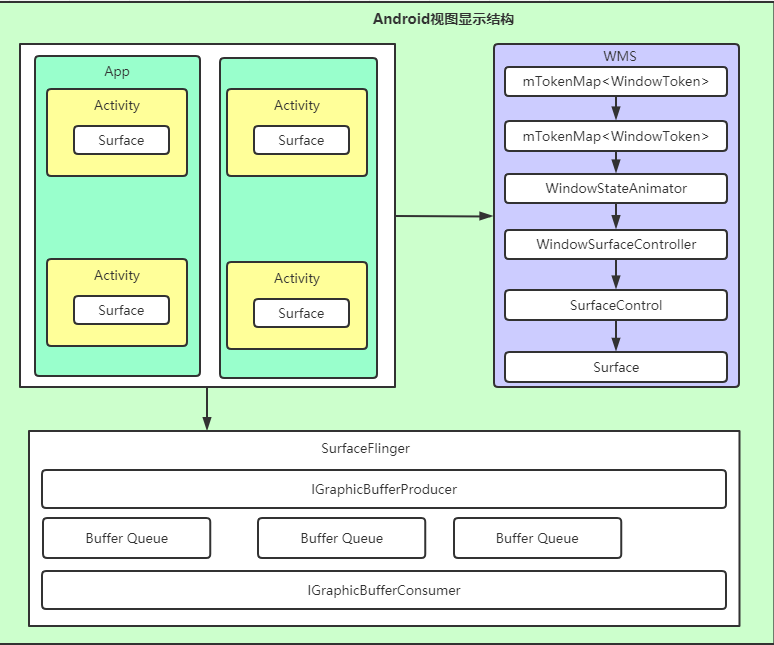 Android视图显示结构
App
Activity
Surface
Activity
Surface
Activity
Surface
Activity
Surface
WMS
mTokenMap<WindowToken>
mTokenMap<WindowToken>
WindowStateAnimator
WindowSurfaceController
SurfaceControl
Surface
SurfaceFlinger
IGraphicBufferProducer
Buffer Queue
Buffer Queue
Buffer Queue
IGraphicBufferConsumer